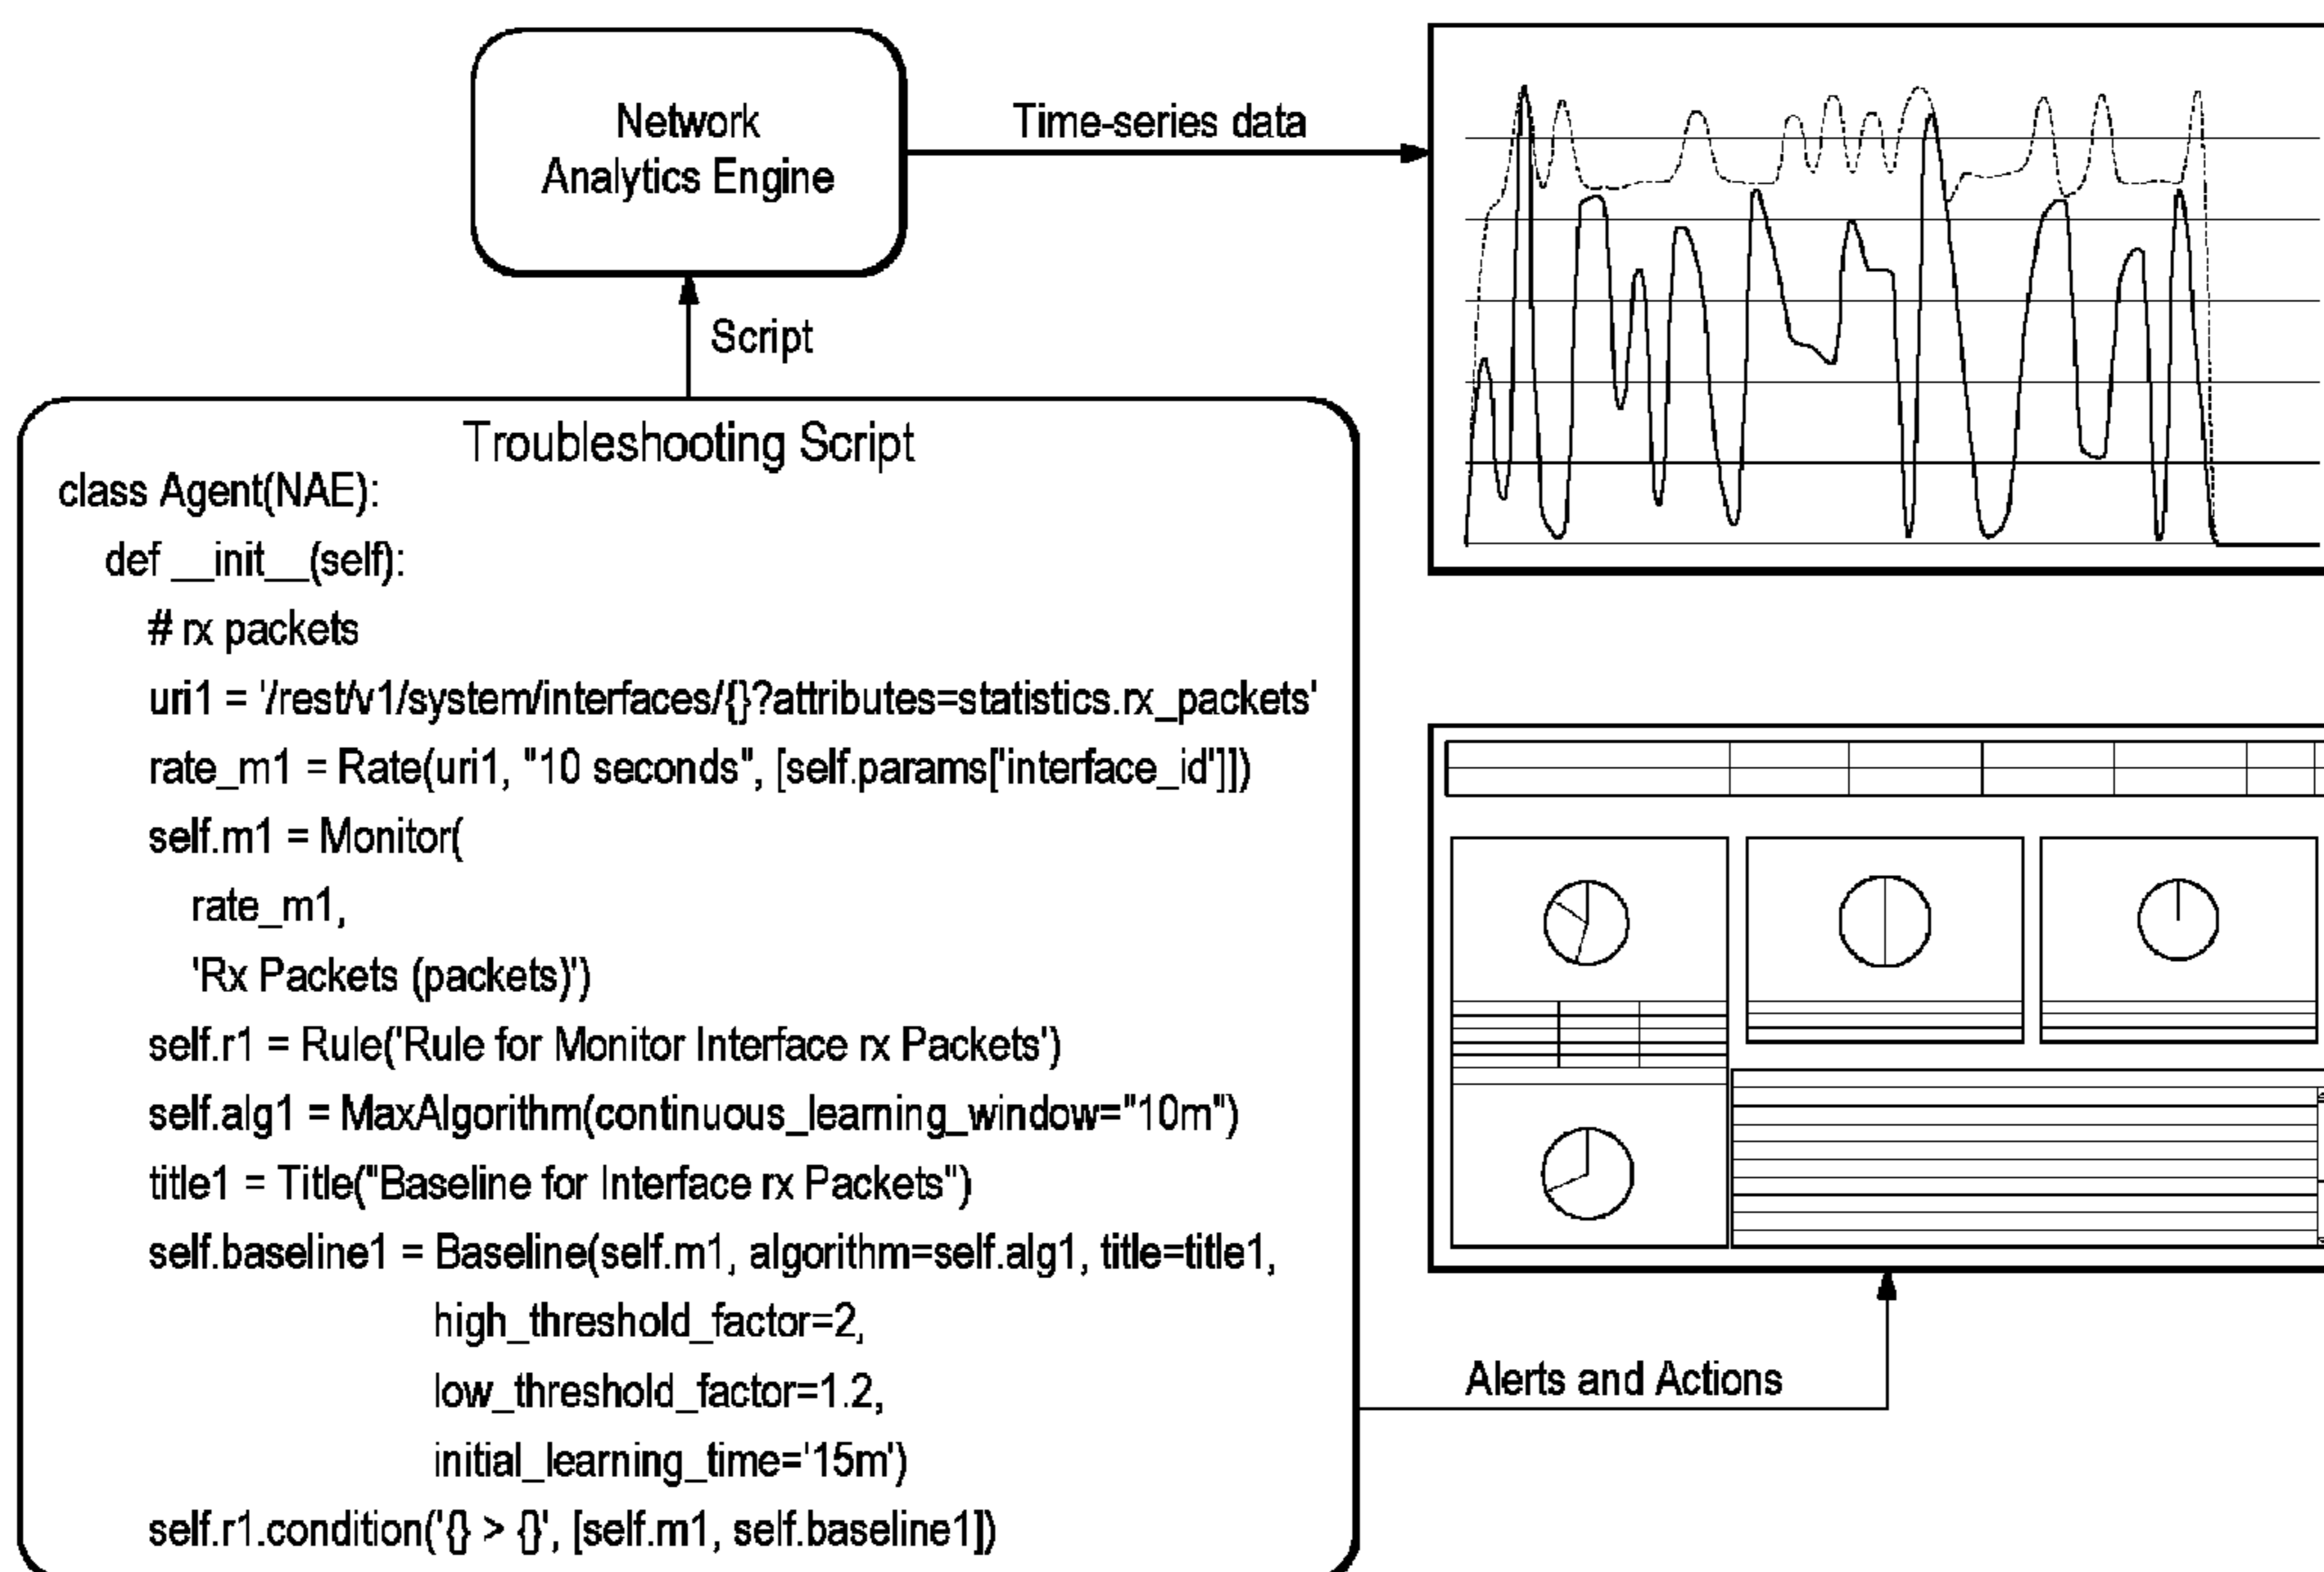 Network
Analytics Engine
Time-series data
Script
Troubleshooting Script
class Agent(NAE):
def __init__(self):
# rx packets
uri1 = '/rest/v1/system/interfaces/{}?attributes=statistics.rx_packets'
rate_m1 = Rate(uri1, "10 seconds", [self.params['interface_id']])
self.m1 = Monitor(
rate_m1,
'Rx Packets (packets)')
self.r1 = Rule('Rule for Monitor Interface rx Packets')
self.alg1 = MaxAlgorithm(continuous_learning_window="10m")
title1 = Title("Baseline for Interface rx Packets")
self.baseline1 = Baseline(self.m1, algorithm=self.alg1, title=title1,
high_threshold_factor=2,
low_threshold_factor=1.2,
initial_learning_time='15m')
self.r1.condition('{} > {}', [self.m1, self.baseline1])
Alerts and Actions